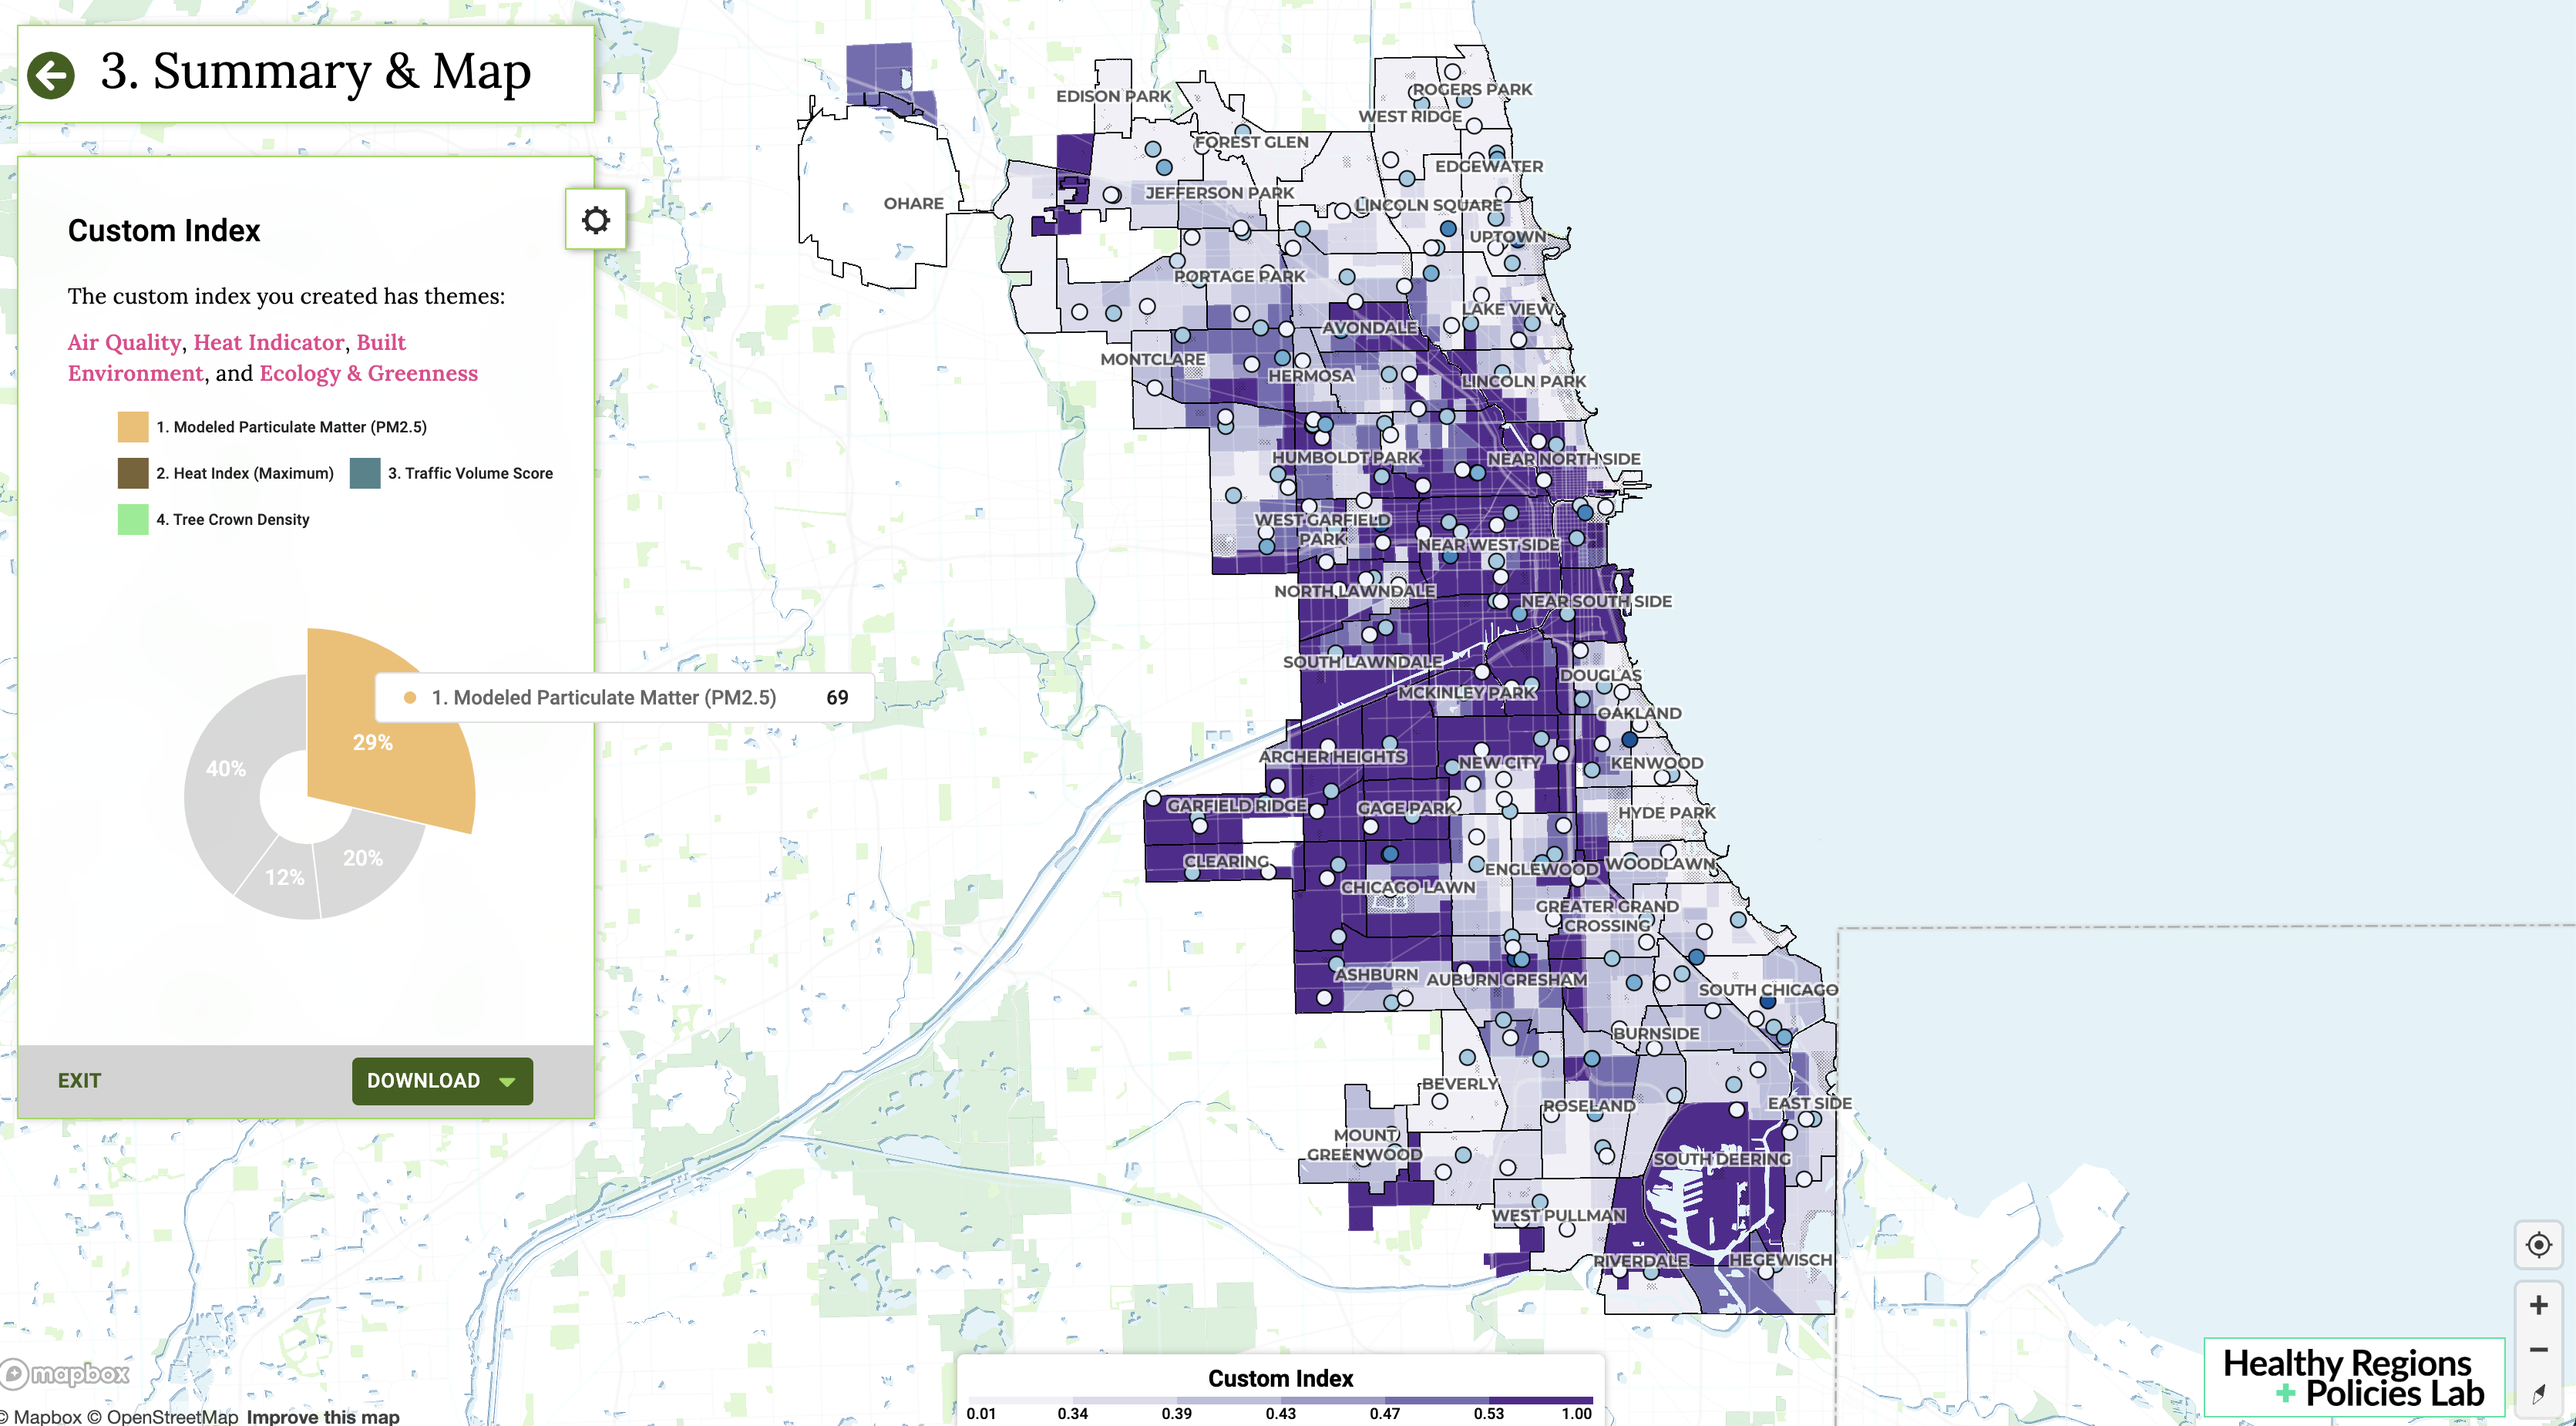 3. Summary & Map
Custom Index
The custom index you created has themes:
Air Quality, Heat Indicator, Built
Environment, and Ecology & Greenness
1. Modeled Particulate Matter (PM2.5)
2. Heat Index (Maximum)
3. Traffic Volume Score
4. Tree Crown Density
1. Modeled Particulate Matter (PM2.5) 69
29%
40%
20%
12%
EXIT
DOWNLOAD
EDISON PARK
ROGERS PARK
WEST RIDGE
FOREST GLEN
EDGEWATER
JEFFERSON PARK
OHARE
LINCOLN SQUARE
UPTOWN
PORTAGE PARK
LAKE VIEW
AVONDALE
MONTCLARE
HERMOSA
LINCOLN PARK
HUMBOLDT PARK
NEAR NORTH SIDE
WEST GARFIELD
PARK
NEAR WEST SIDE
NORTH LAWNDALE
NEAR SOUTH SIDE
SOUTH LAWNDALE
DOUGLAS
MCKINLEY PARK
OAKLAND
ARCHER HEIGHTS
NEW CITY
KENWOOD
GARFIELD RIDGE
GAGE PARK
HYDE PARK
CLEARING
ENGLEWOOD
WOODLAWN
CHICAGO LAWN
GREATER GRAND
CROSSING
ASHBURN
AUBURN GRESHAM
SOUTH CHICAGO
BURNSIDE
BEVERLY
ROSELAND
EAST SIDE
MOUNT
GREENWOOD
SOUTH DEERING
WEST PULLMAN
RIVERDALE
HEGEWISCH
Custom Index
0.01 0.34 0.39 0.43 0.47 0.53 1.00
Healthy Regions
+ Policies Lab
mapbox
© Mapbox © OpenStreetMap Improve this map